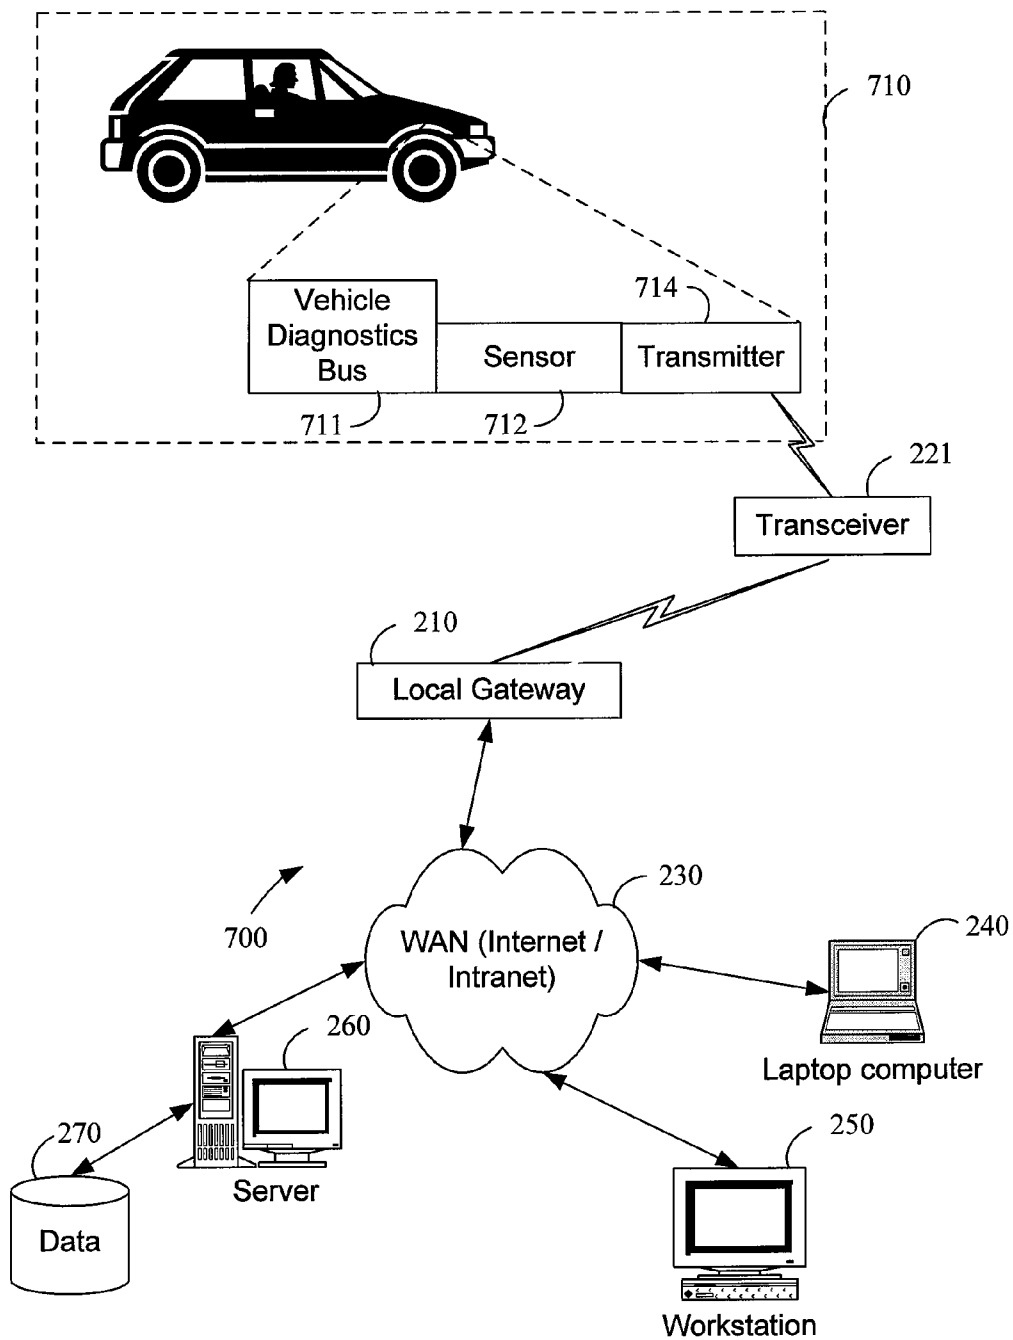 710
Vehicle
Diagnostics
Bus
711
Sensor
712
714
Transmitter
221
Transceiver
210
Local Gateway
230
WAN (Internet /
Intranet)
700
240
Laptop computer
260
Server
270
Data
250
Workstation